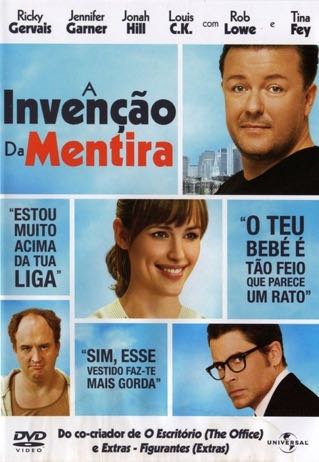 Ricky Jennifer Jonah Louis com Rob e Tina
Gervais Garner Hill C.K. Lowe Fey
A
Invenção
Da Mentira
"ESTOU
MUITO
ACIMA
DA TUA
LIGA"
"O TEU
BEBÉ É
TÃO FEIO
QUE PARECE
UM RATO"
"SIM, ESSE
VESTIDO FAZ-TE
MAIS GORDA"
DVD
VIDEO
Do co-criador de O Escritório (The Office)
e Extras - Figurantes (Extras)
UNIVERSAL